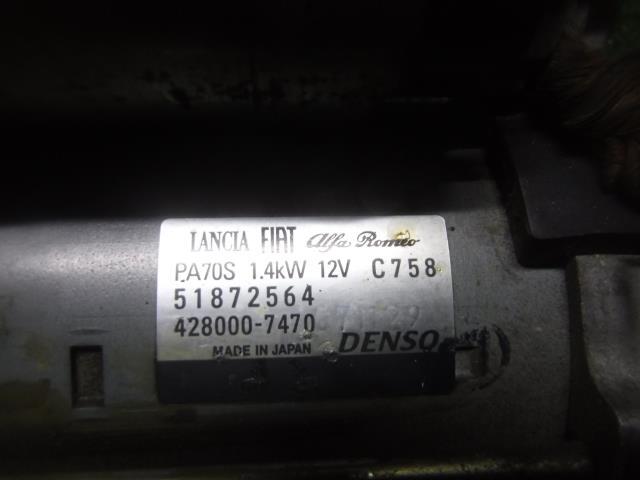 LANCIA FIAT Alfa Romeo
PA70S 1.4kW 12V C758
51872564
428000-7470
MADE IN JAPAN DENSO